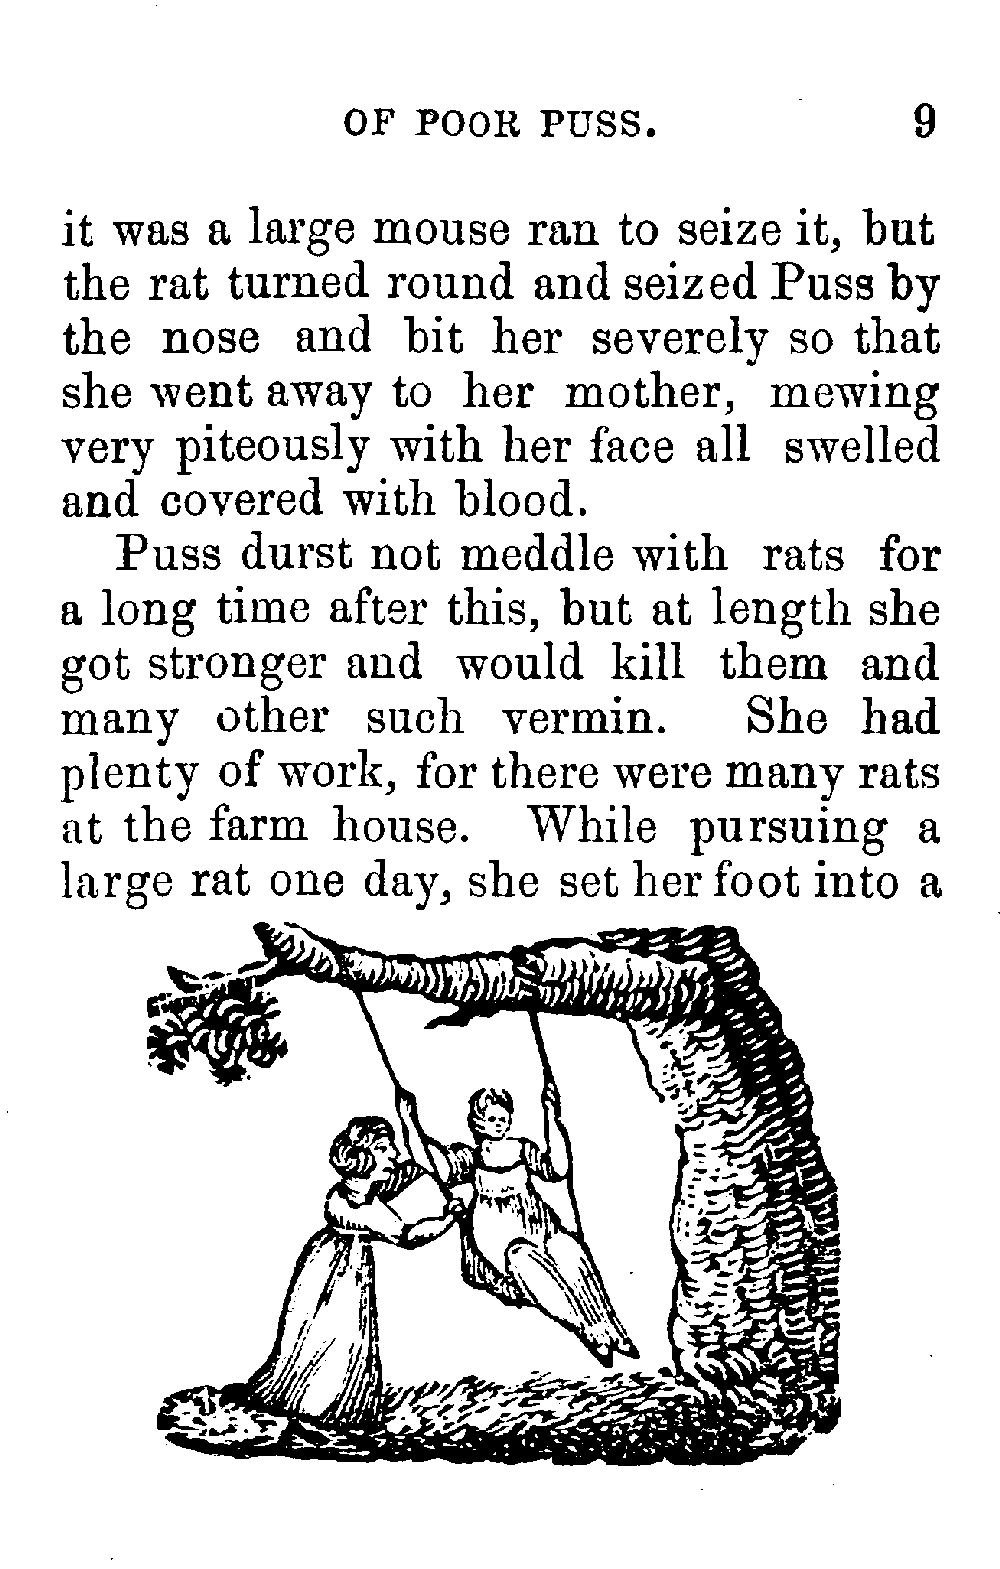 OF POOR PUSS. 9
it was a large mouse ran to seize it, but
the rat turned round and seized Puss by
the nose and bit her severely so that
she went away to her mother, mewing
very piteously with her face all swelled
and covered with blood.
Puss durst not meddle with rats for
a long time after this, but at length she
got stronger and would kill them and
many other such vermin. She had
plenty of work, for there were many rats
at the farm house. While pursuing a
large rat one day, she set her foot into a